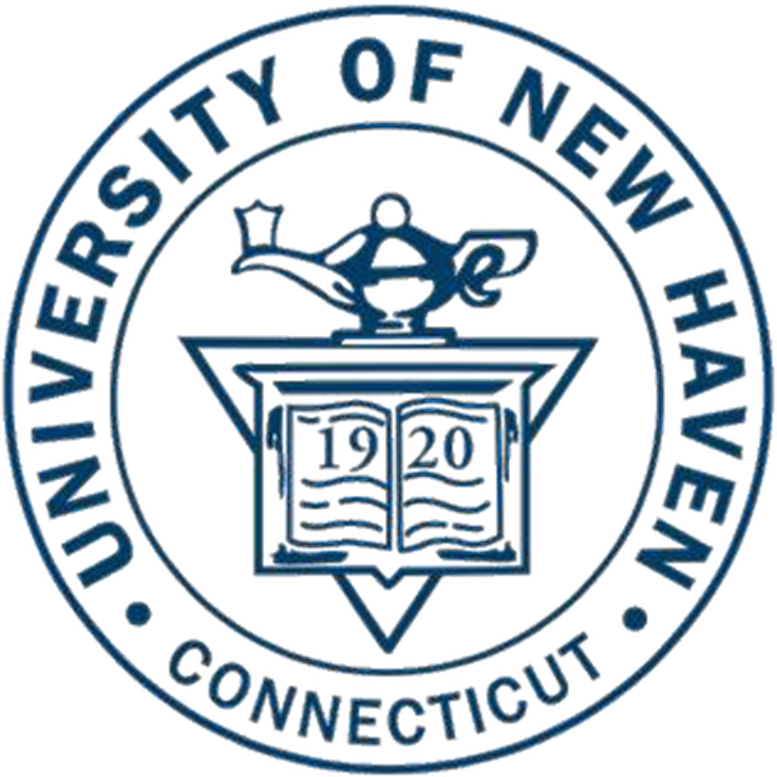 UNIVERSITY OF NEW HAVEN
1920
• CONNECTICUT •